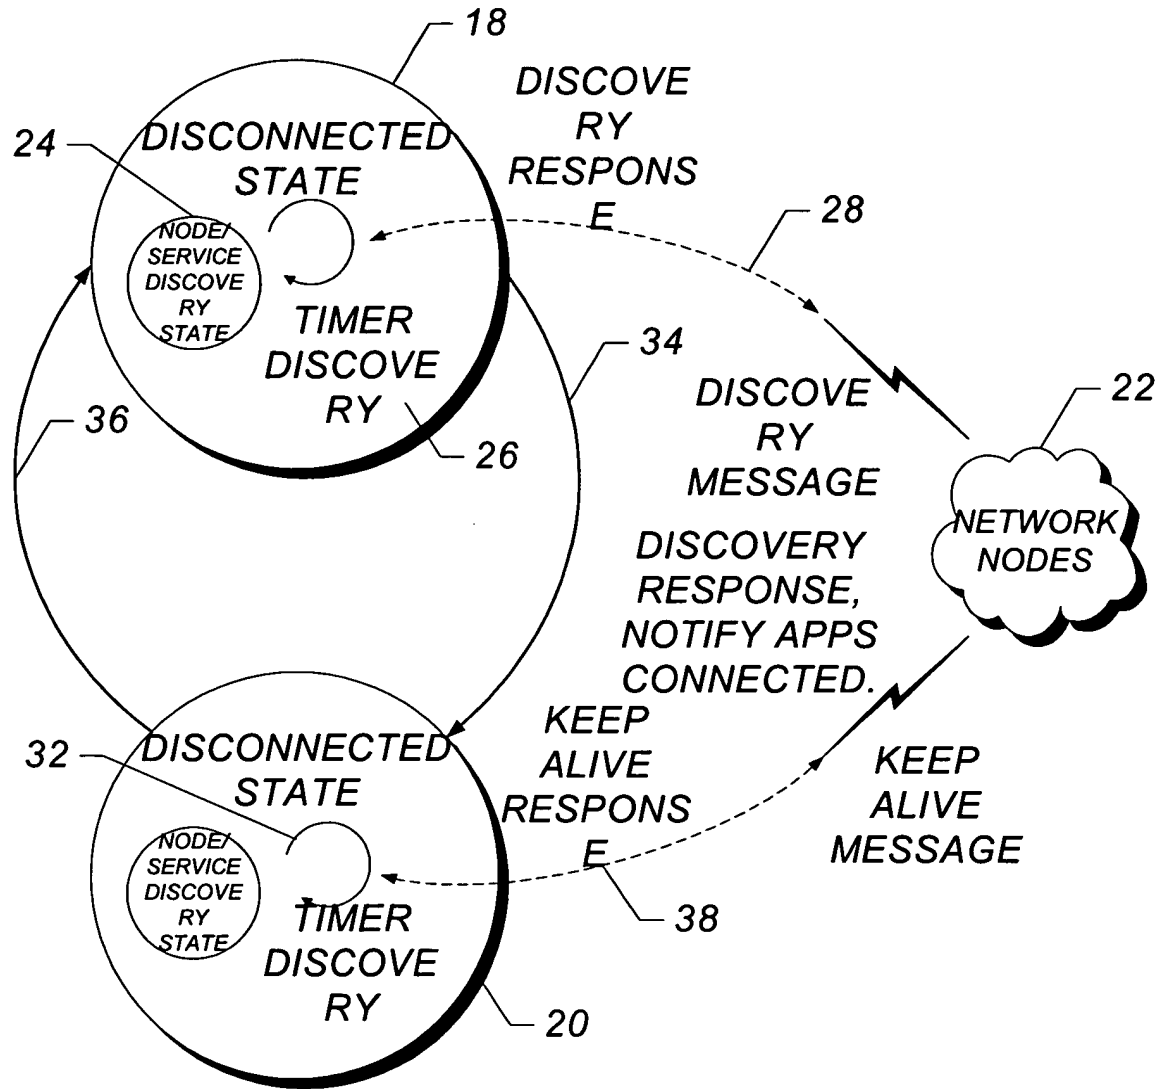 18
DISCOVE
RY
RESPONS
E
24
DISCONNECTED
STATE
28
NODE/
SERVICE
DISCOVE
RY
STATE
TIMER
DISCOVE
RY
34
36
26
DISCOVE
RY
MESSAGE
22
NETWORK
NODES
DISCOVERY
RESPONSE,
NOTIFY APPS
CONNECTED.
32
DISCONNECTED
STATE
KEEP
ALIVE
RESPONS
E
KEEP
ALIVE
MESSAGE
NODE/
SERVICE
DISCOVE
RY
STATE
TIMER
DISCOVE
RY
38
20